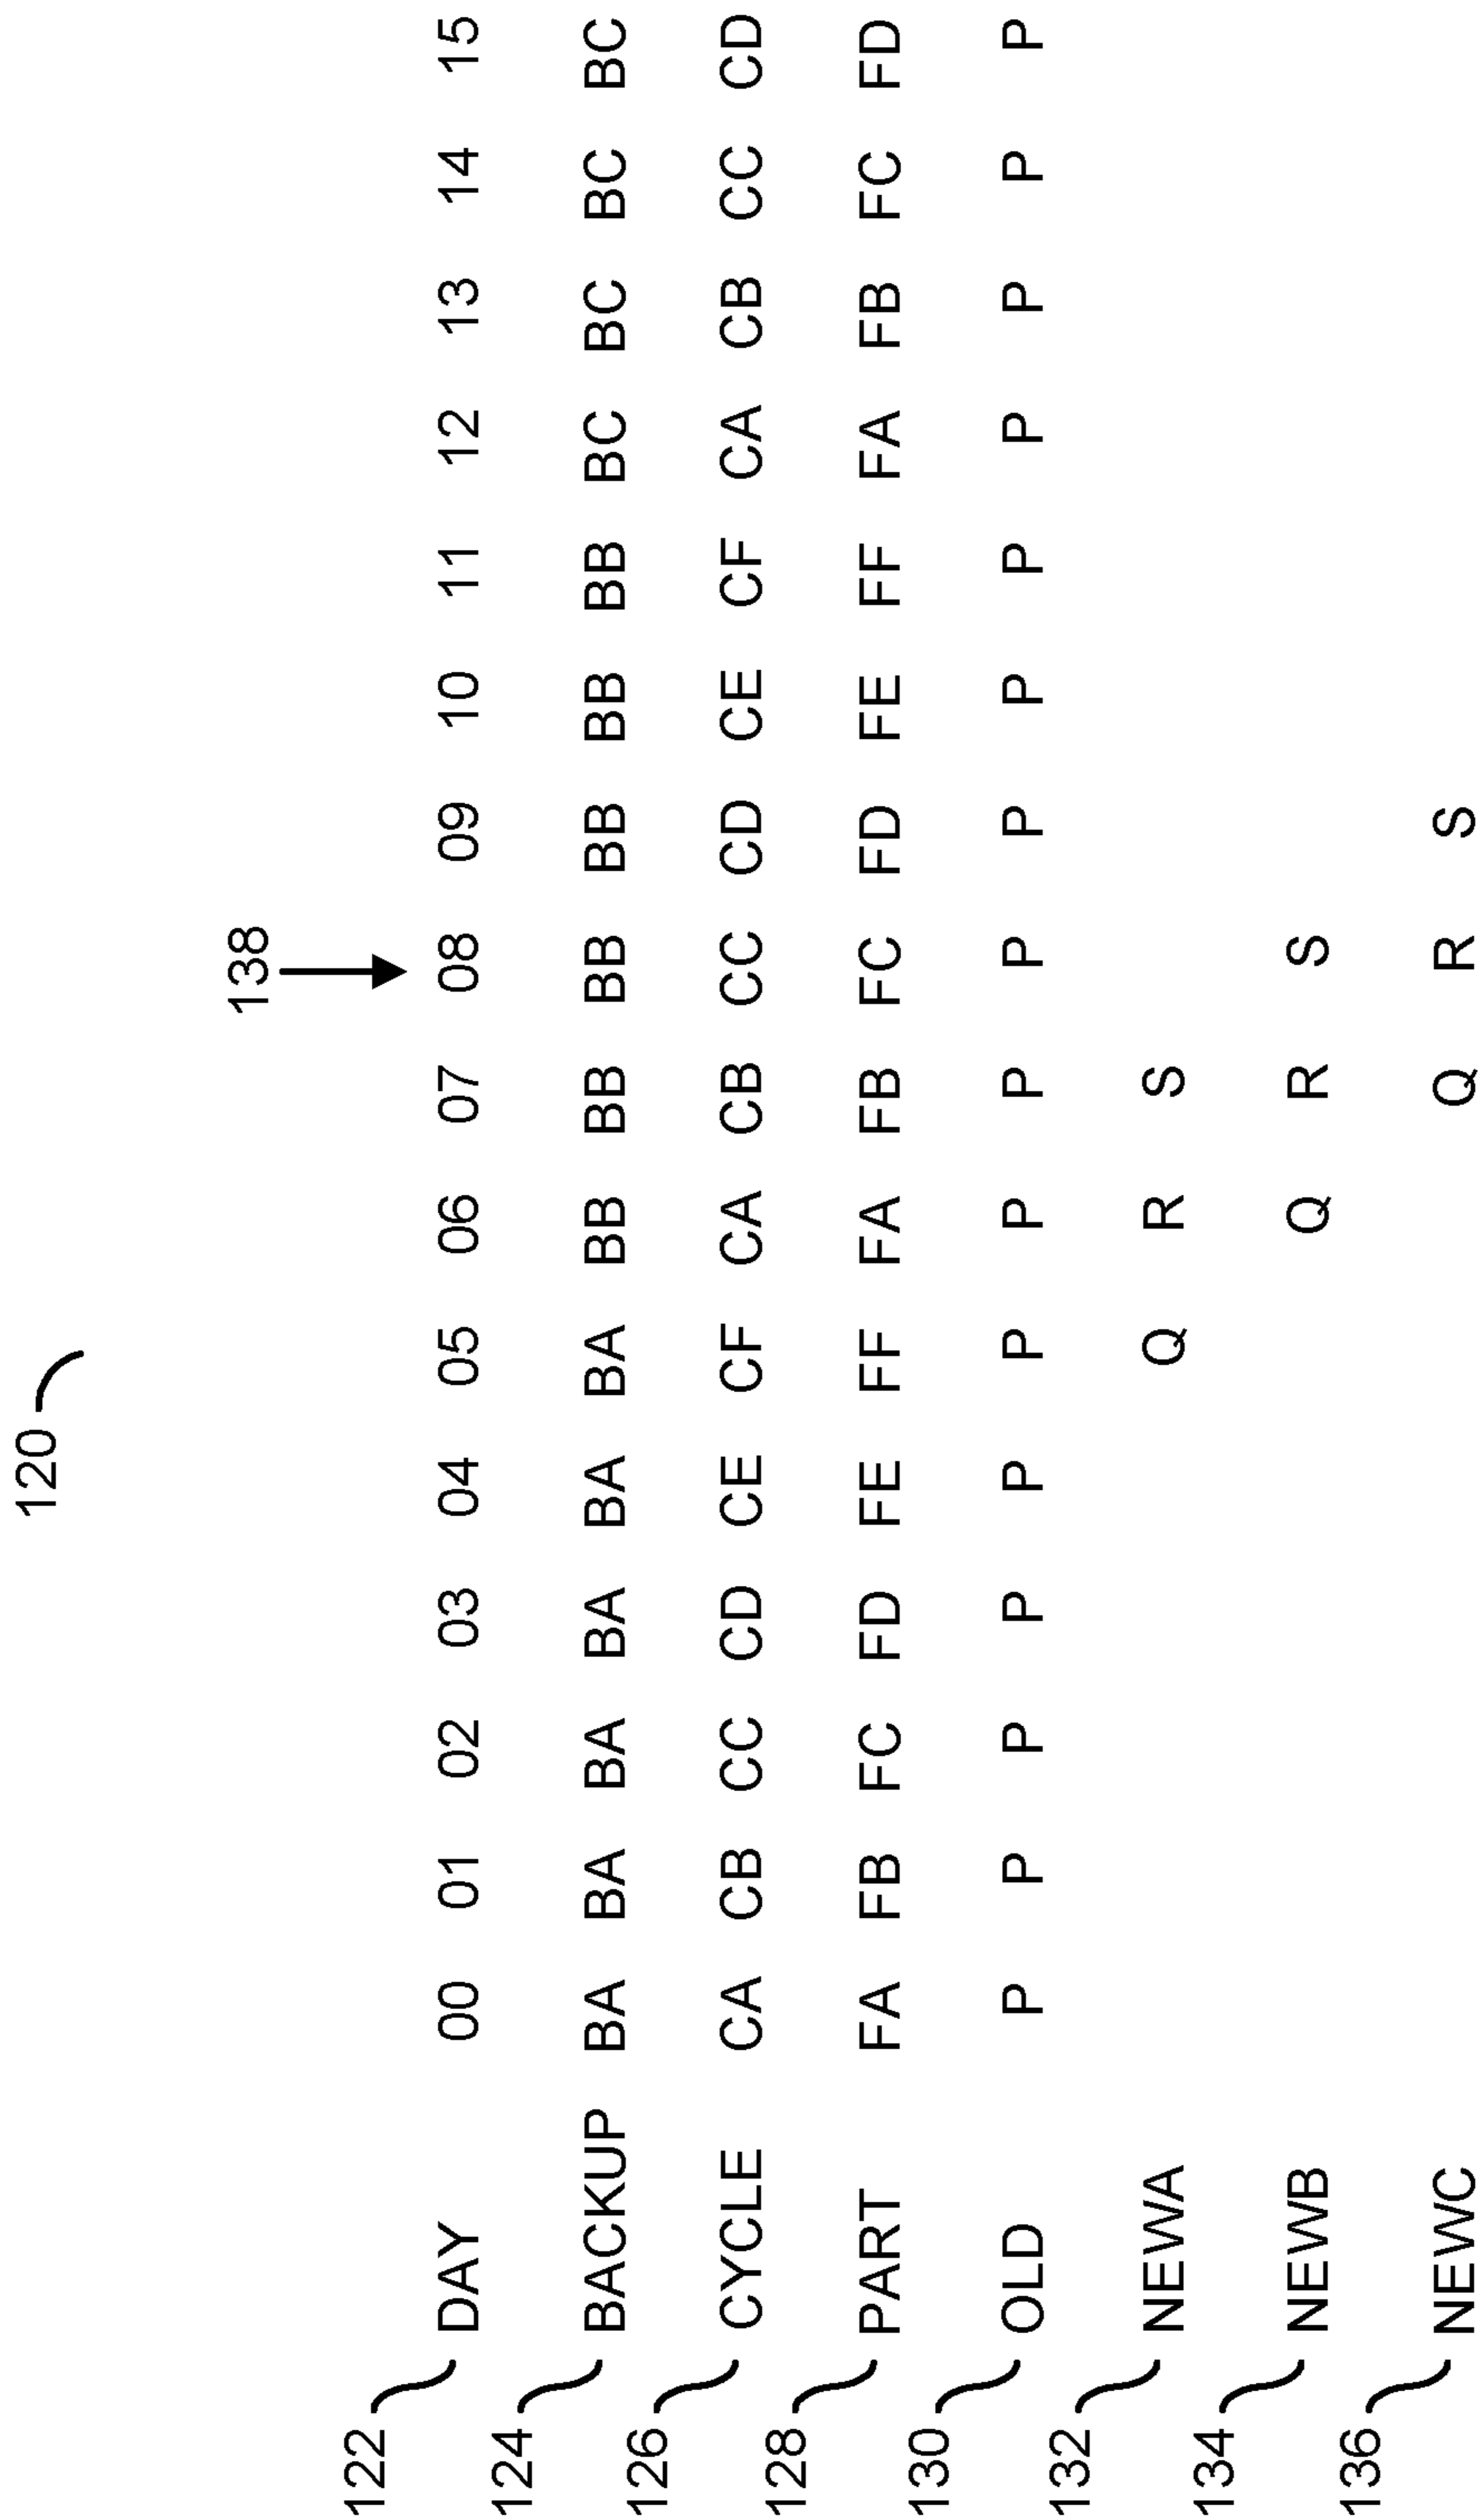 120
138
122 DAY 00 01 02 03 04 05 06 07 08 09 10 11 12 13 14 15
124 BACKUP BA BA BA BA BA BA BB BB BB BB BB BB BC BC BC BC
126 CYCLE CA CB CC CD CE CF CA CB CC CD CE CF CA CB CC CD
128 PART FA FB FC FD FE FF FA FB FC FD FE FF FA FB FC FD
130 OLD P P P P P P P P P P P P P P P P
132 NEWA Q R S
134 NEWB Q R S
136 NEWC Q R S